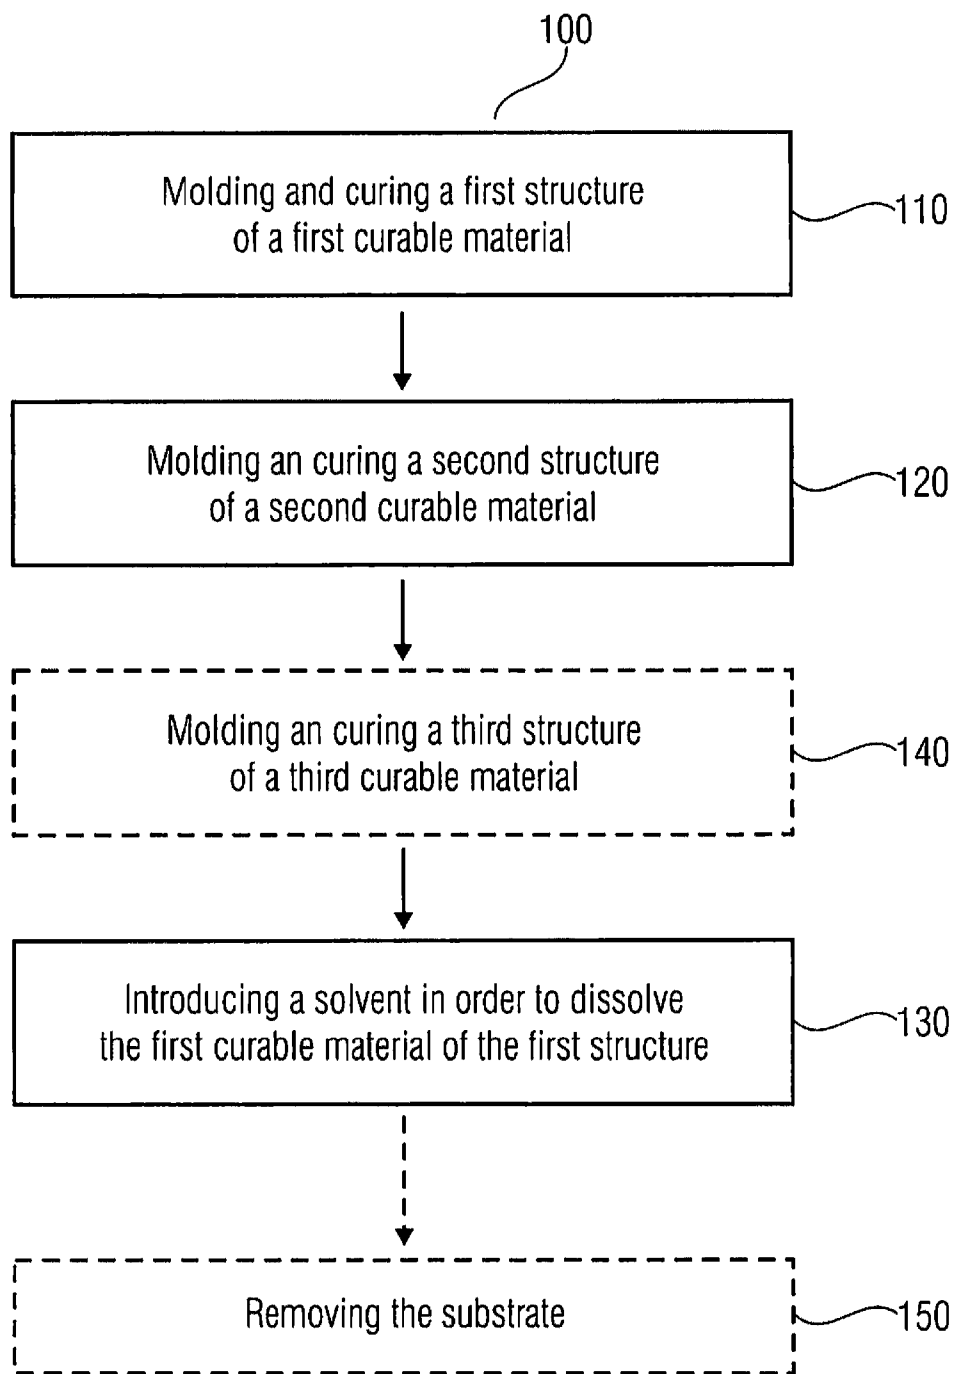 100
Molding and curing a first structure
of a first curable material
110
Molding an curing a second structure
of a second curable material
120
Molding an curing a third structure
of a third curable material
140
Introducing a solvent in order to dissolve
the first curable material of the first structure
130
Removing the substrate
150